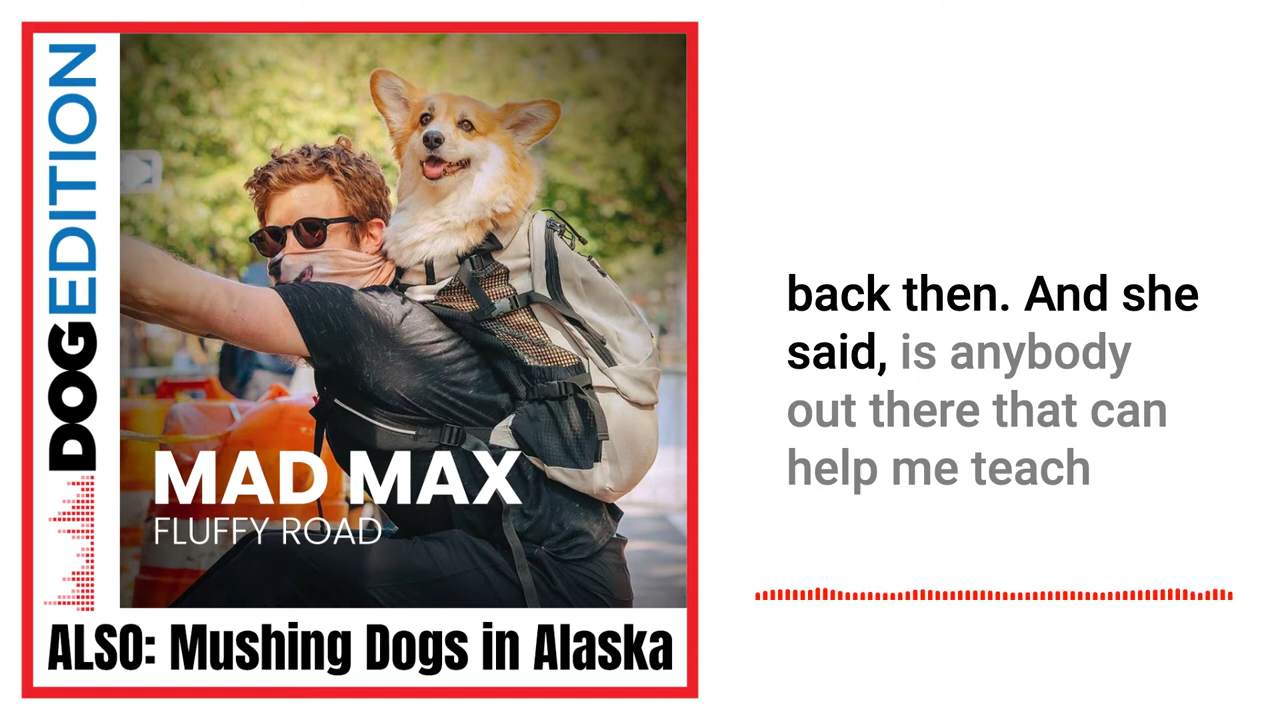 DOGEDITION
MAD MAX
FLUFFY ROAD
ALSO: Mushing Dogs in Alaska
back then. And she
said, is anybody
out there that can
help me teach